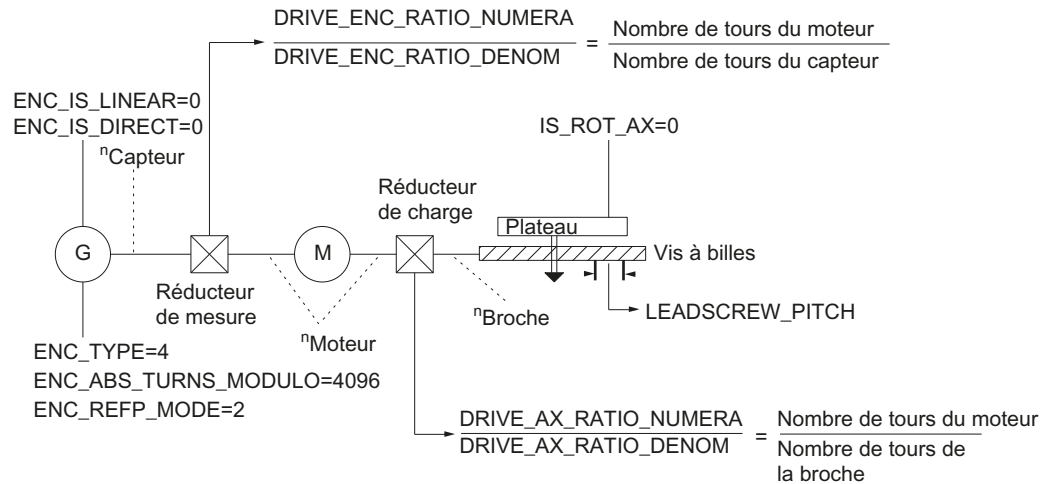 DRIVE_ENC_RATIO_NUMERA
DRIVE_ENC_RATIO_DENOM
=
Nombre de tours du moteur
Nombre de tours du capteur
ENC_IS_LINEAR=0
ENC_IS_DIRECT=0
nCapteur
IS_ROT_AX=0
Réducteur
de charge
Plateau
G
M
Vis à billes
Réducteur
de mesure
nBroche
LEADSCREW_PITCH
nMoteur
ENC_TYPE=4
ENC_ABS_TURNS_MODULO=4096
ENC_REFP_MODE=2
DRIVE_AX_RATIO_NUMERA
DRIVE_AX_RATIO_DENOM
=
Nombre de tours du moteur
Nombre de tours de
la broche